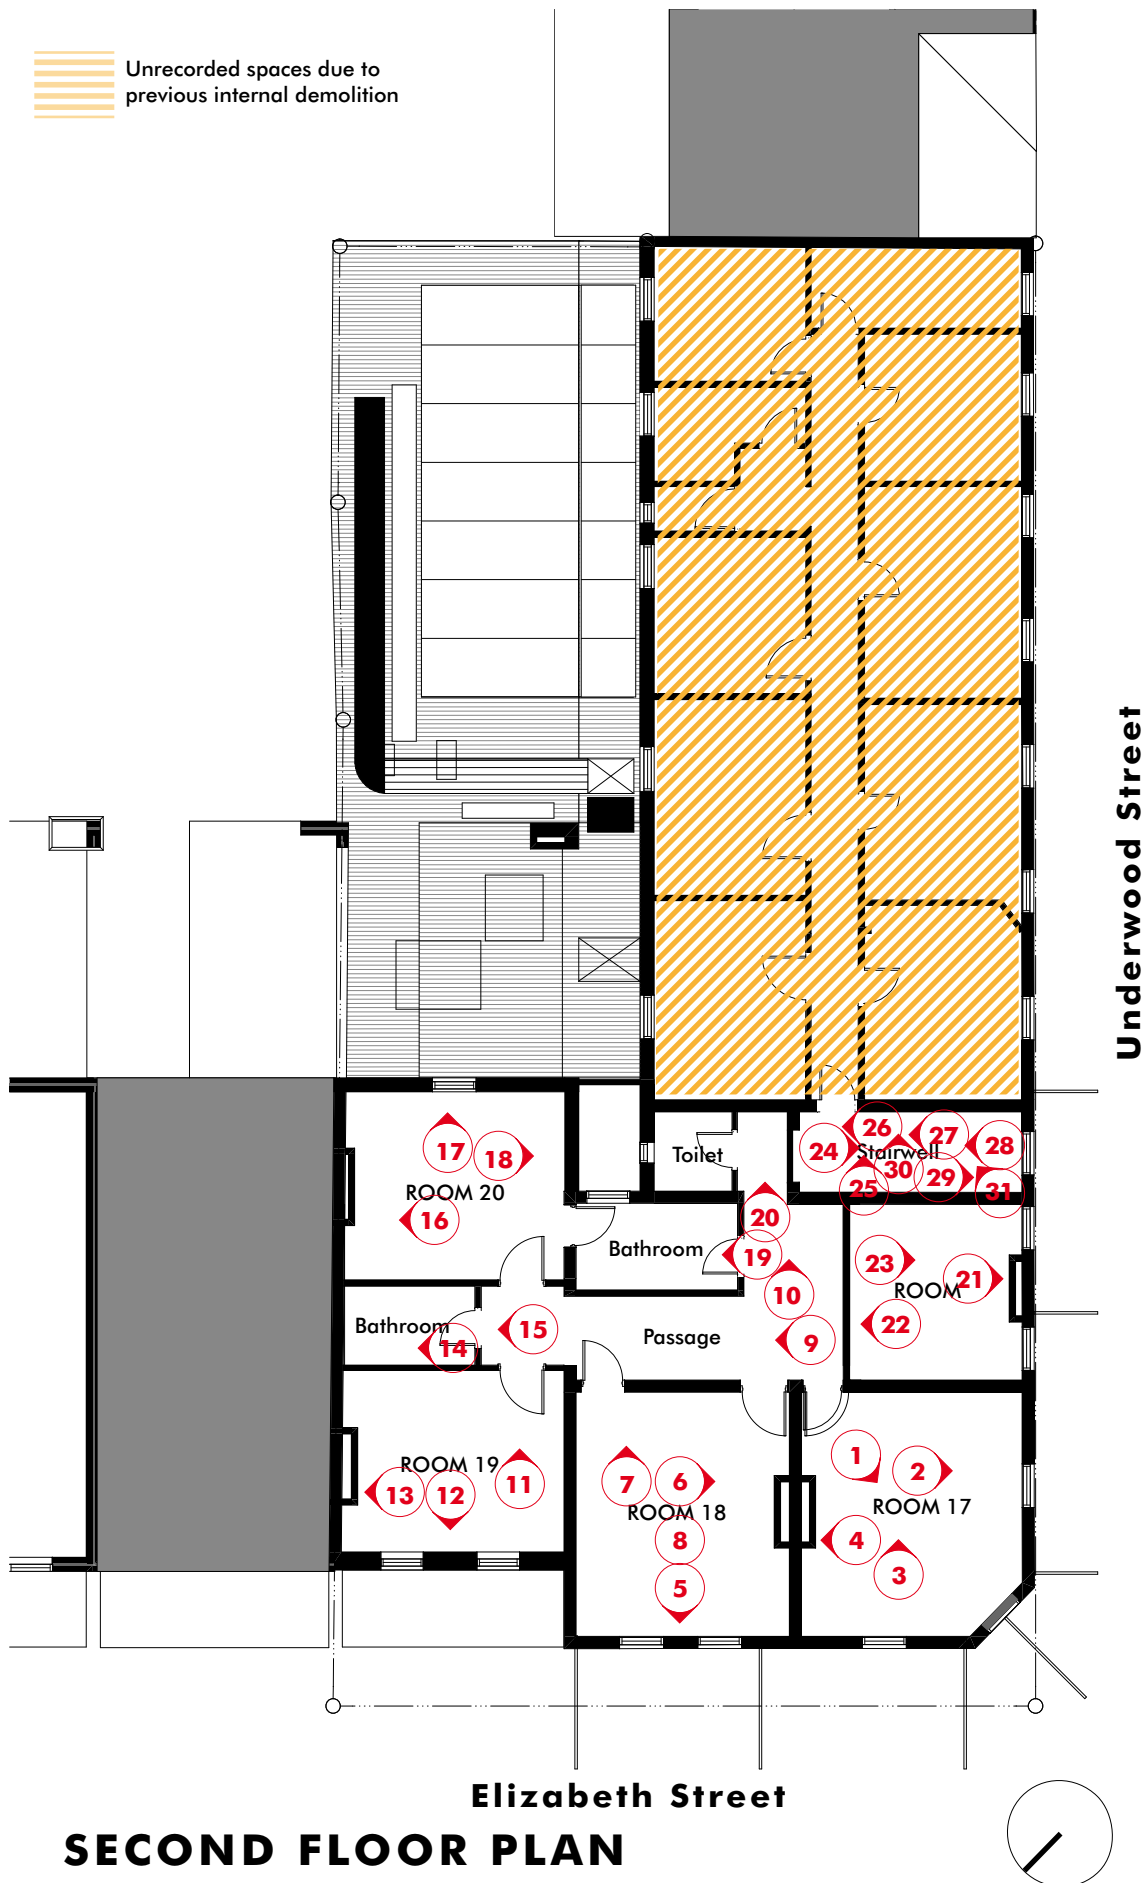 Unrecorded spaces due to
previous internal demolition
Underwood Street
26
27
28
24
Stairwell
Toilet
30
29
25
31
17
18
ROOM 20
16
20
Bathroom
19
23
21
ROOM
10
22
Bathroom
15
14
Passage
9
1
2
ROOM 19
11
13
12
7
6
ROOM 18
ROOM 17
8
4
3
5
Elizabeth Street
SECOND FLOOR PLAN